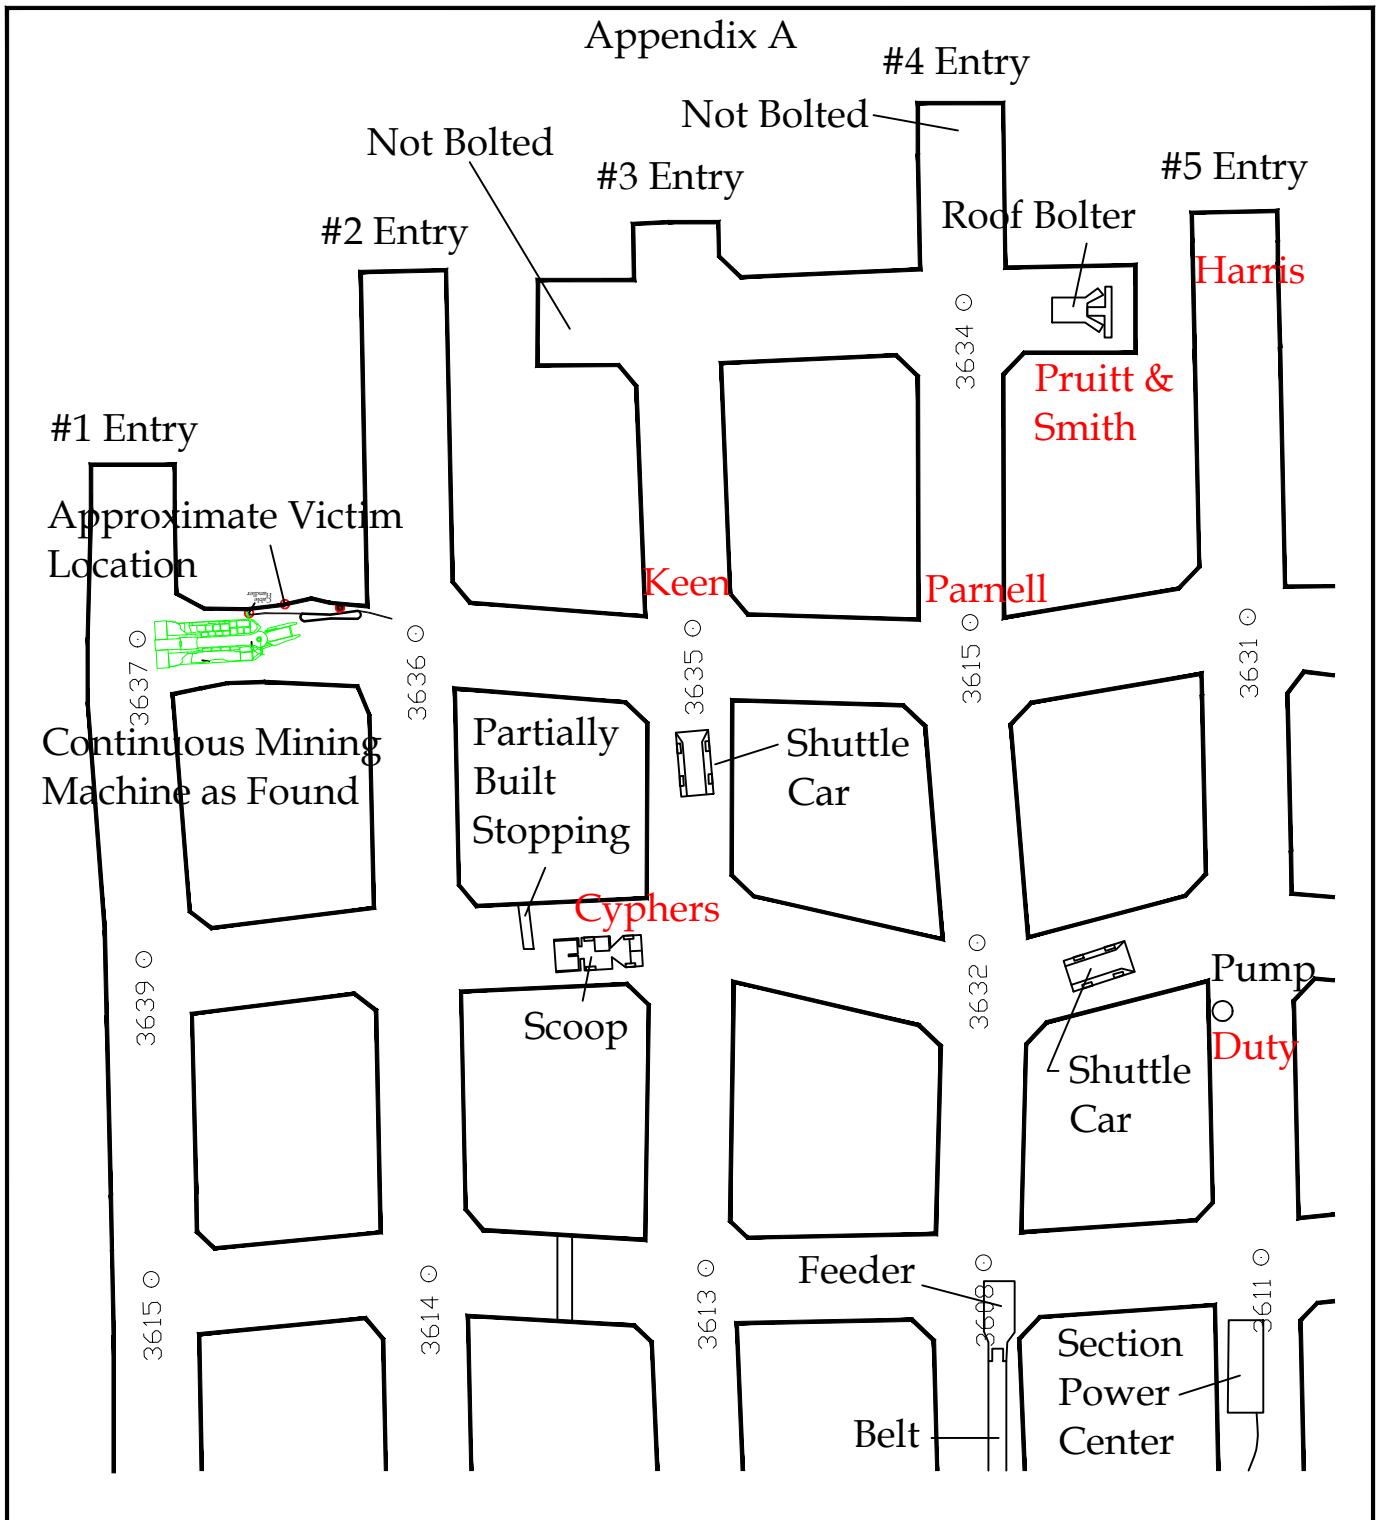 Appendix A
#4 Entry
Not Bolted
Not Bolted
#3 Entry
#5 Entry
#2 Entry
Roof Bolter
Harris
3634
Pruitt &
Smith
#1 Entry
Approximate Victim
Location
Keen
Parnell
Cable
Handler
3637
3636
3635
3615
3631
Continuous Mining
Machine as Found
Partially
Built
Stopping
Shuttle
Car
Cyphers
Scoop
3639
3632
Pump
Duty
Shuttle
Car
3615
3614
3613
Feeder
3608
3611
Section
Power
Center
Belt